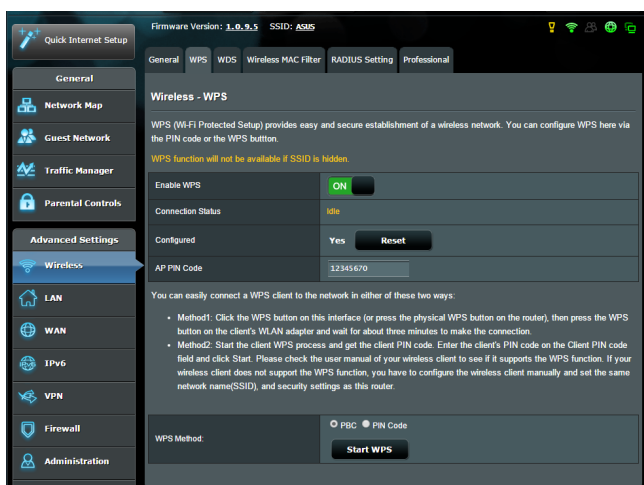 Quick Internet Setup
Firmware Version: 1.0.9.5 SSID: ASUS
General WPS WDS Wireless MAC Filter RADIUS Setting Professional
General
Network Map
Guest Network
Traffic Manager
Parental Controls
Advanced Settings
Wireless
LAN
WAN
IPv6
VPN
Firewall
Administration
Wireless - WPS
WPS (Wi-Fi Protected Setup) provides easy and secure establishment of a wireless network. You can configure WPS here via
the PIN code or the WPS buttton.
WPS function will not be available if SSID is hidden.
Enable WPS ON
Connection Status Idle
Configured Yes Reset
AP PIN Code 12345670
You can easily connect a WPS client to the network in either of these two ways:
• Method1: Click the WPS button on this interface (or press the physical WPS button on the router), then press the WPS
button on the client's WLAN adapter and wait for about three minutes to make the connection.
• Method2: Start the client WPS process and get the client PIN code. Enter the client's PIN code on the Client PIN code
field and click Start. Please check the user manual of your wireless client to see if it supports the WPS function. If your
wireless client does not support the WPS function, you have to configure the wireless client manually and set the same
network name(SSID), and security settings as this router.
WPS Method: PBC PIN Code
Start WPS